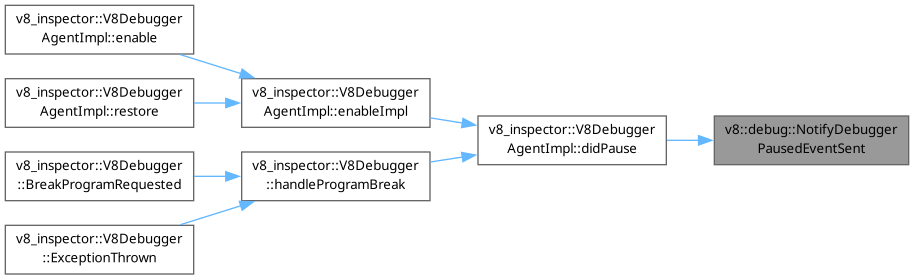 v8_inspector::V8Debugger
AgentImpl::enable
v8_inspector::V8Debugger
AgentImpl::restore
v8_inspector::V8Debugger
::BreakProgramRequested
v8_inspector::V8Debugger
::ExceptionThrown
v8_inspector::V8Debugger
AgentImpl::enableImpl
v8_inspector::V8Debugger
::handleProgramBreak
v8_inspector::V8Debugger
AgentImpl::didPause
v8::debug::NotifyDebugger
PausedEventSent